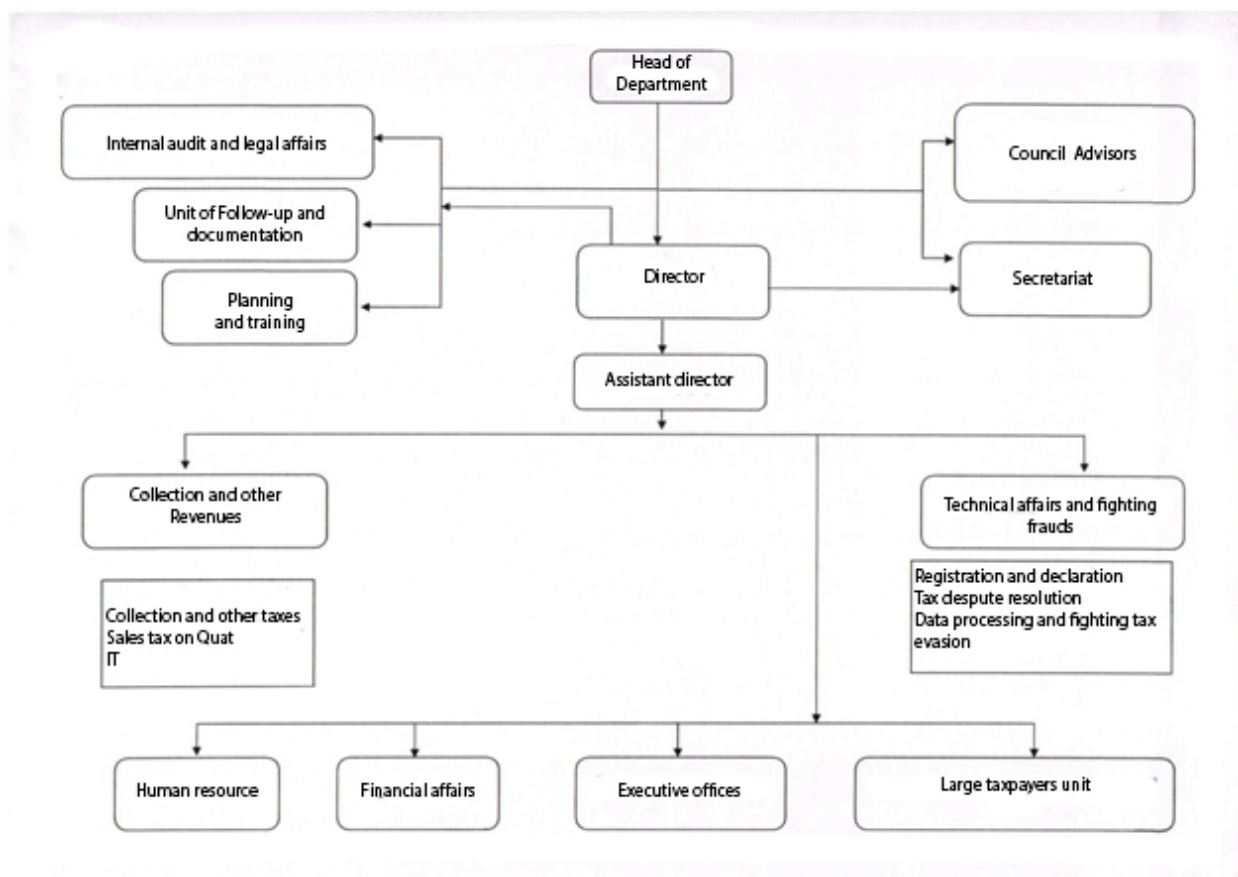 Head of
Department
Internal audit and legal affairs
Council Advisors
Unit of Follow-up and
documentation
Director
Secretariat
Planning
and training
Assistant director
Collection and other
Revenues
Technical affairs and fighting
frauds
Collection and other taxes
Sales tax on Quat
IT
Registration and declaration
Tax despute resolution
Data processing and fighting tax
evasion
Human resource
Financial affairs
Executive offices
Large taxpayers unit